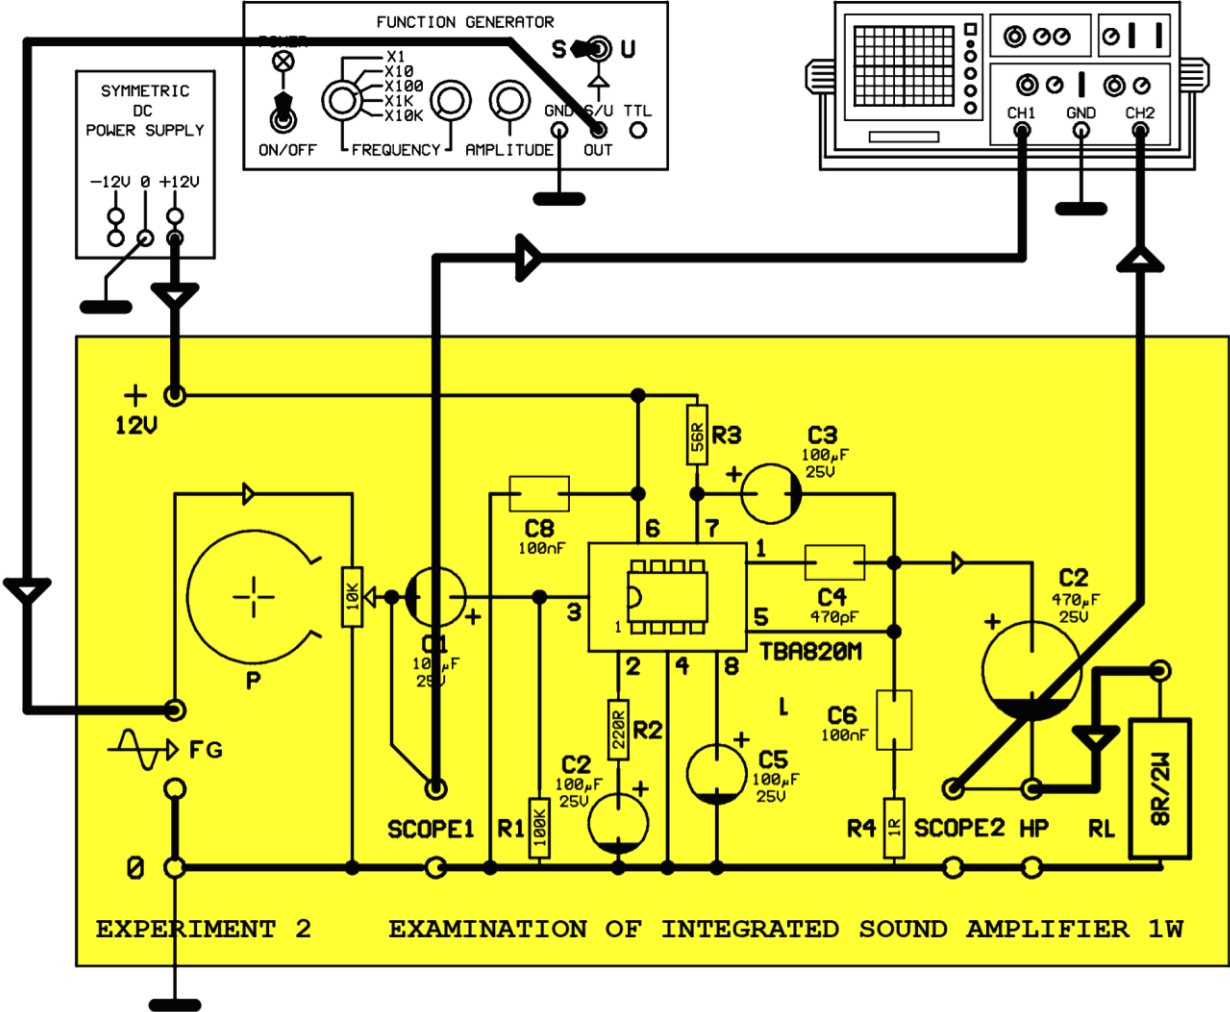 FUNCTION GENERATOR
POWER
S U
X1
X10
X100
X1K
X10K
GND S/U TTL
ON/OFF FREQUENCY AMPLITUDE OUT
SYMMETRIC
DC
POWER SUPPLY
-12V 0 +12V
CH1 GND CH2
+
12V
56R R3
C3
100µF
25V
+
C8
100nF
6 7
1
3
5
1
C4
470pF
TBA820M
2 4 8
10K
P
C1
100µF
25V
+
C2
470µF
25V
+
FG
220R R2
L
C6
100nF
C2
100µF
25V
+
C5
100µF
25V
+
8R/2W
SCOPE1 R1 100K R4 1R SCOPE2 HP RL
0
EXPERIMENT 2 EXAMINATION OF INTEGRATED SOUND AMPLIFIER 1W